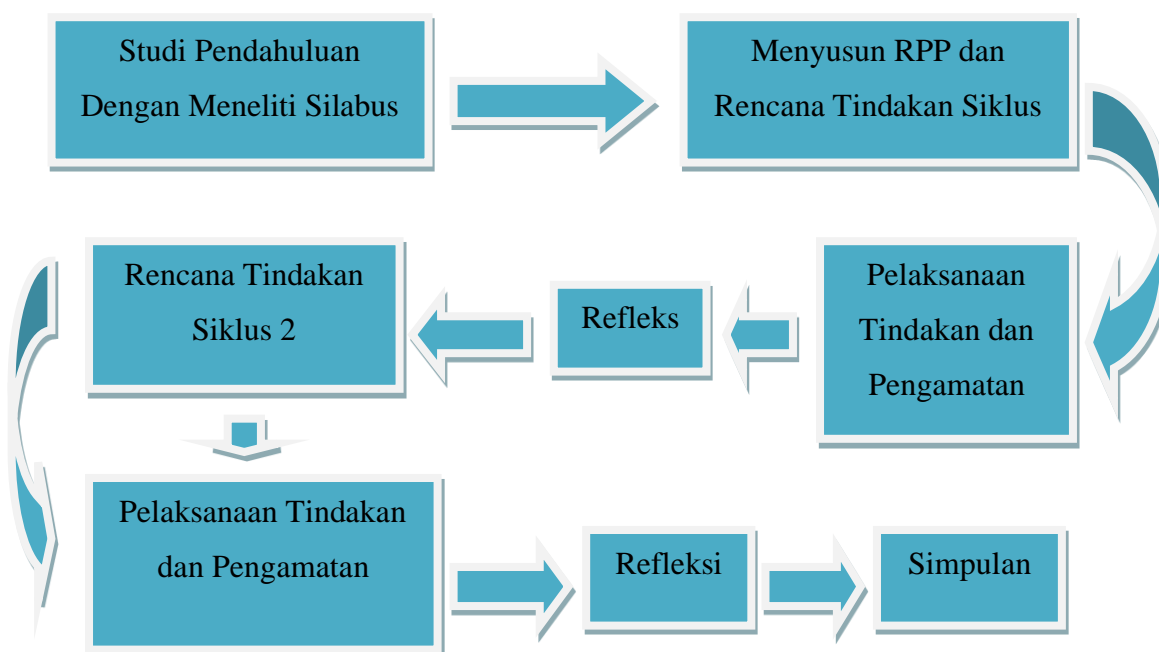 Studi Pendahuluan
Dengan Meneliti Silabus
Menyusun RPP dan
Rencana Tindakan Siklus
Pelaksanaan
Tindakan dan
Pengamatan
Refleks
Rencana Tindakan
Siklus 2
Pelaksanaan Tindakan
dan Pengamatan
Refleksi
Simpulan